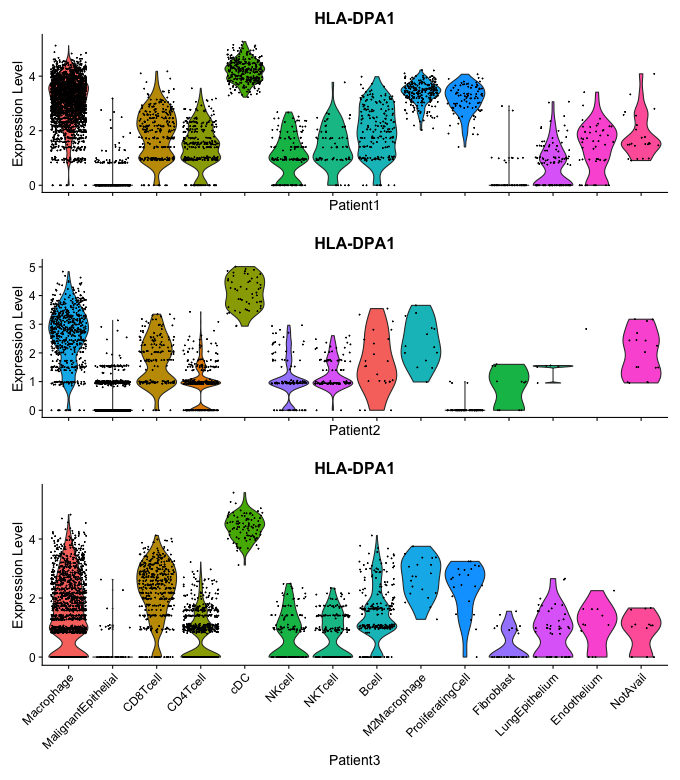 HLA-DPA1
Expression Level
4
2
0
Patient1
HLA-DPA1
Expression Level
5
4
3
2
1
0
Patient2
HLA-DPA1
Expression Level
4
2
0
Macrophage
MalignantEpithelial
CD8Tcell
CD4Tcell
cDC
NKcell
NKTcell
Bcell
M2Macrophage
ProliferatingCell
Fibroblast
LungEpithelium
Endothelium
NotAvail
Patient3